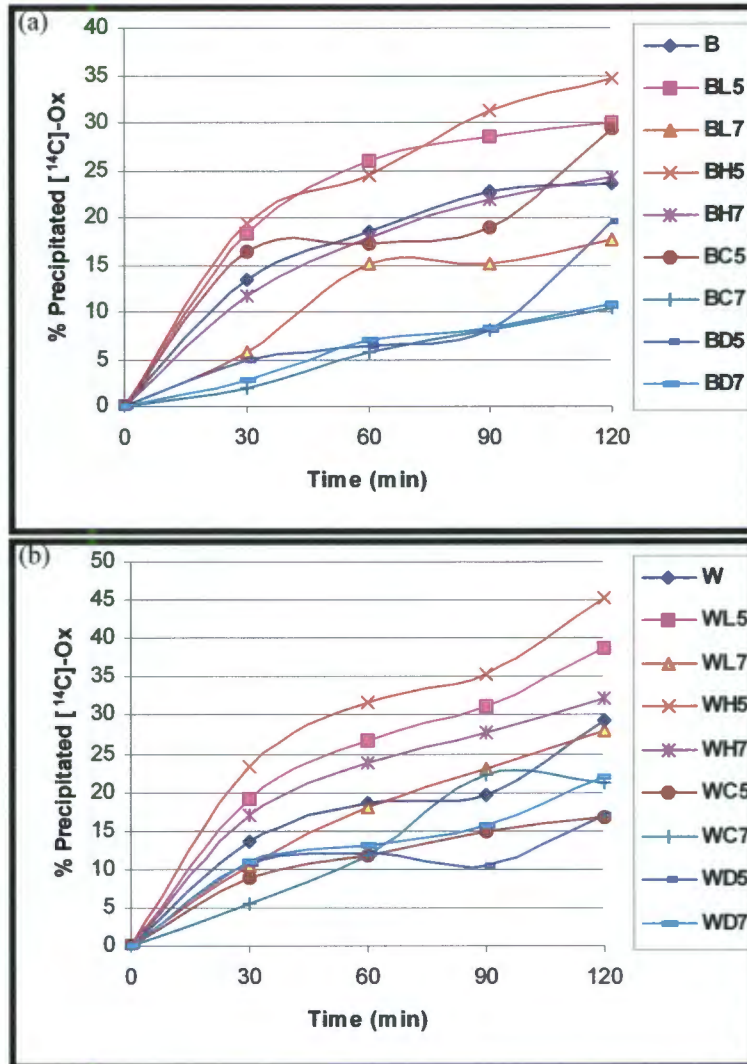 (a)
40
35
30
25
20
15
10
5
0
% Precipitated [¹⁴C]-Ox
0 30 60 90 120
Time (min)
B
BL5
BL7
BH5
BH7
BC5
BC7
BD5
BD7
(b)
50
45
40
35
30
25
20
15
10
5
0
% Precipitated [¹⁴C]-Ox
0 30 60 90 120
Time (min)
W
WL5
WL7
WH5
WH7
WC5
WC7
WD5
WD7